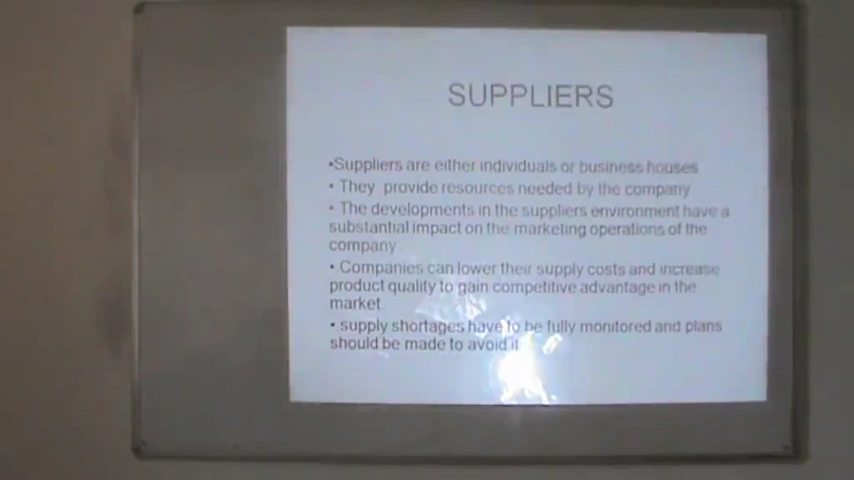 SUPPLIERS
•Suppliers are either individuals or business houses
• They provide resources needed by the company
• The developments in the suppliers environment have a
substantial impact on the marketing operations of the
company
• Companies can lower their supply costs and increase
product quality to gain competitive advantage in the
market.
• supply shortages have to be fully monitored and plans
should be made to avoid it